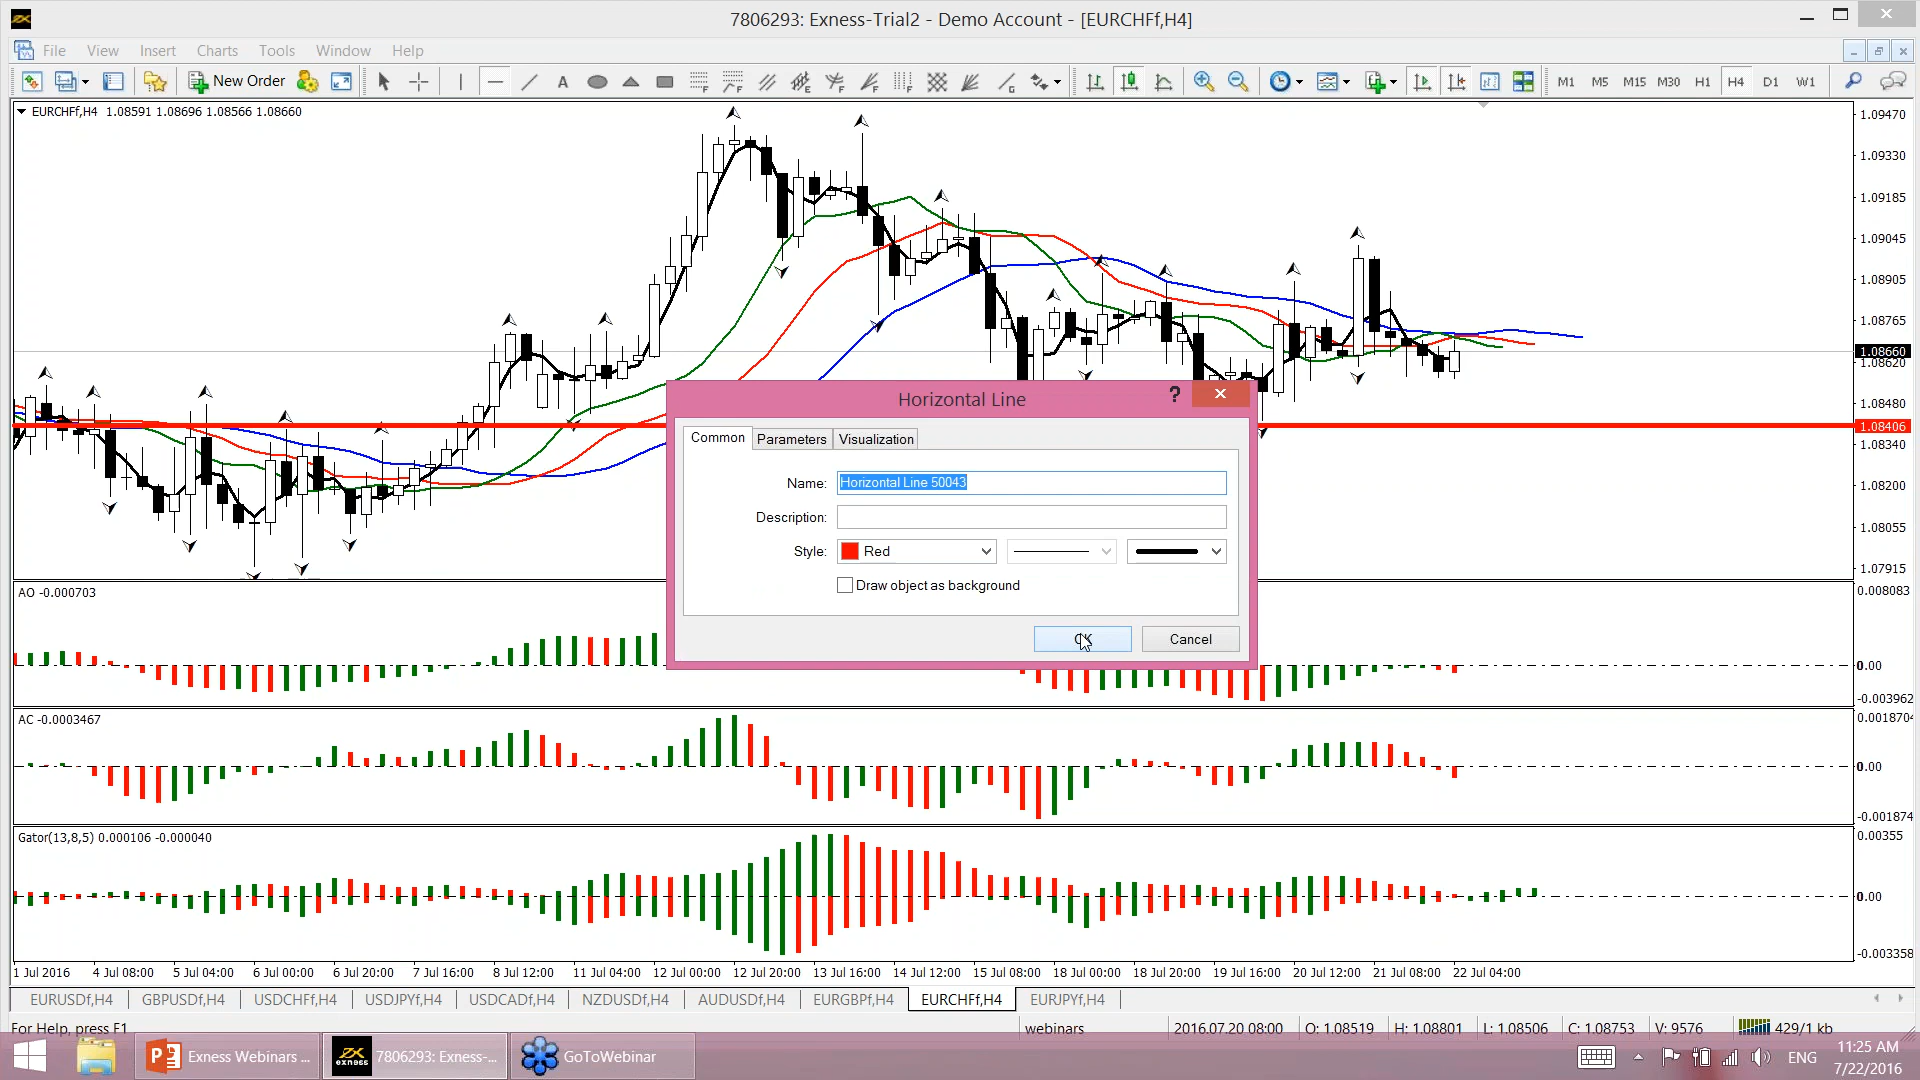 7806293: Exness-Trial2 - Demo Account - [EURCHFf,H4]
File View Insert Charts Tools Window Help
New Order
M1 M5 M15 M30 H1 H4 D1 W1
EURCHFf,H4 1.08591 1.08696 1.08566 1.08660
1.09470
1.09330
1.09185
1.09045
1.08905
1.08765
1.08660
1.08620
1.08480
1.08406
1.08340
1.08200
1.08055
1.07915
Horizontal Line
?
Common Parameters Visualization
Name: Horizontal Line 50043
Description:
Style: Red
Draw object as background
OK Cancel
AO -0.000703
0.008083
0.00
-0.003962
AC -0.0003467
0.0018704
0.00
-0.001874
Gator(13,8,5) 0.000106 -0.000040
0.00355
0.00
-0.003358
1 Jul 2016 4 Jul 08:00 5 Jul 04:00 6 Jul 00:00 6 Jul 20:00 7 Jul 16:00 8 Jul 12:00 11 Jul 04:00 12 Jul 00:00 12 Jul 20:00 13 Jul 16:00 14 Jul 12:00 15 Jul 08:00 18 Jul 00:00 18 Jul 20:00 19 Jul 16:00 20 Jul 12:00 21 Jul 08:00 22 Jul 04:00
EURUSDf,H4 GBPUSDf,H4 USDCHFf,H4 USDJPYf,H4 USDCADf,H4 NZDUSDf,H4 AUDUSDf,H4 EURGBPf,H4 EURCHFf,H4 EURJPYf,H4
For Help, press F1 webinars 2016.07.20 08:00 O: 1.08519 H: 1.08801 L: 1.08506 C: 1.08753 V: 9576 429/1 kb
Exness Webinars ... exness 7806293: Exness-... GoToWebinar ENG
11:25 AM
7/22/2016